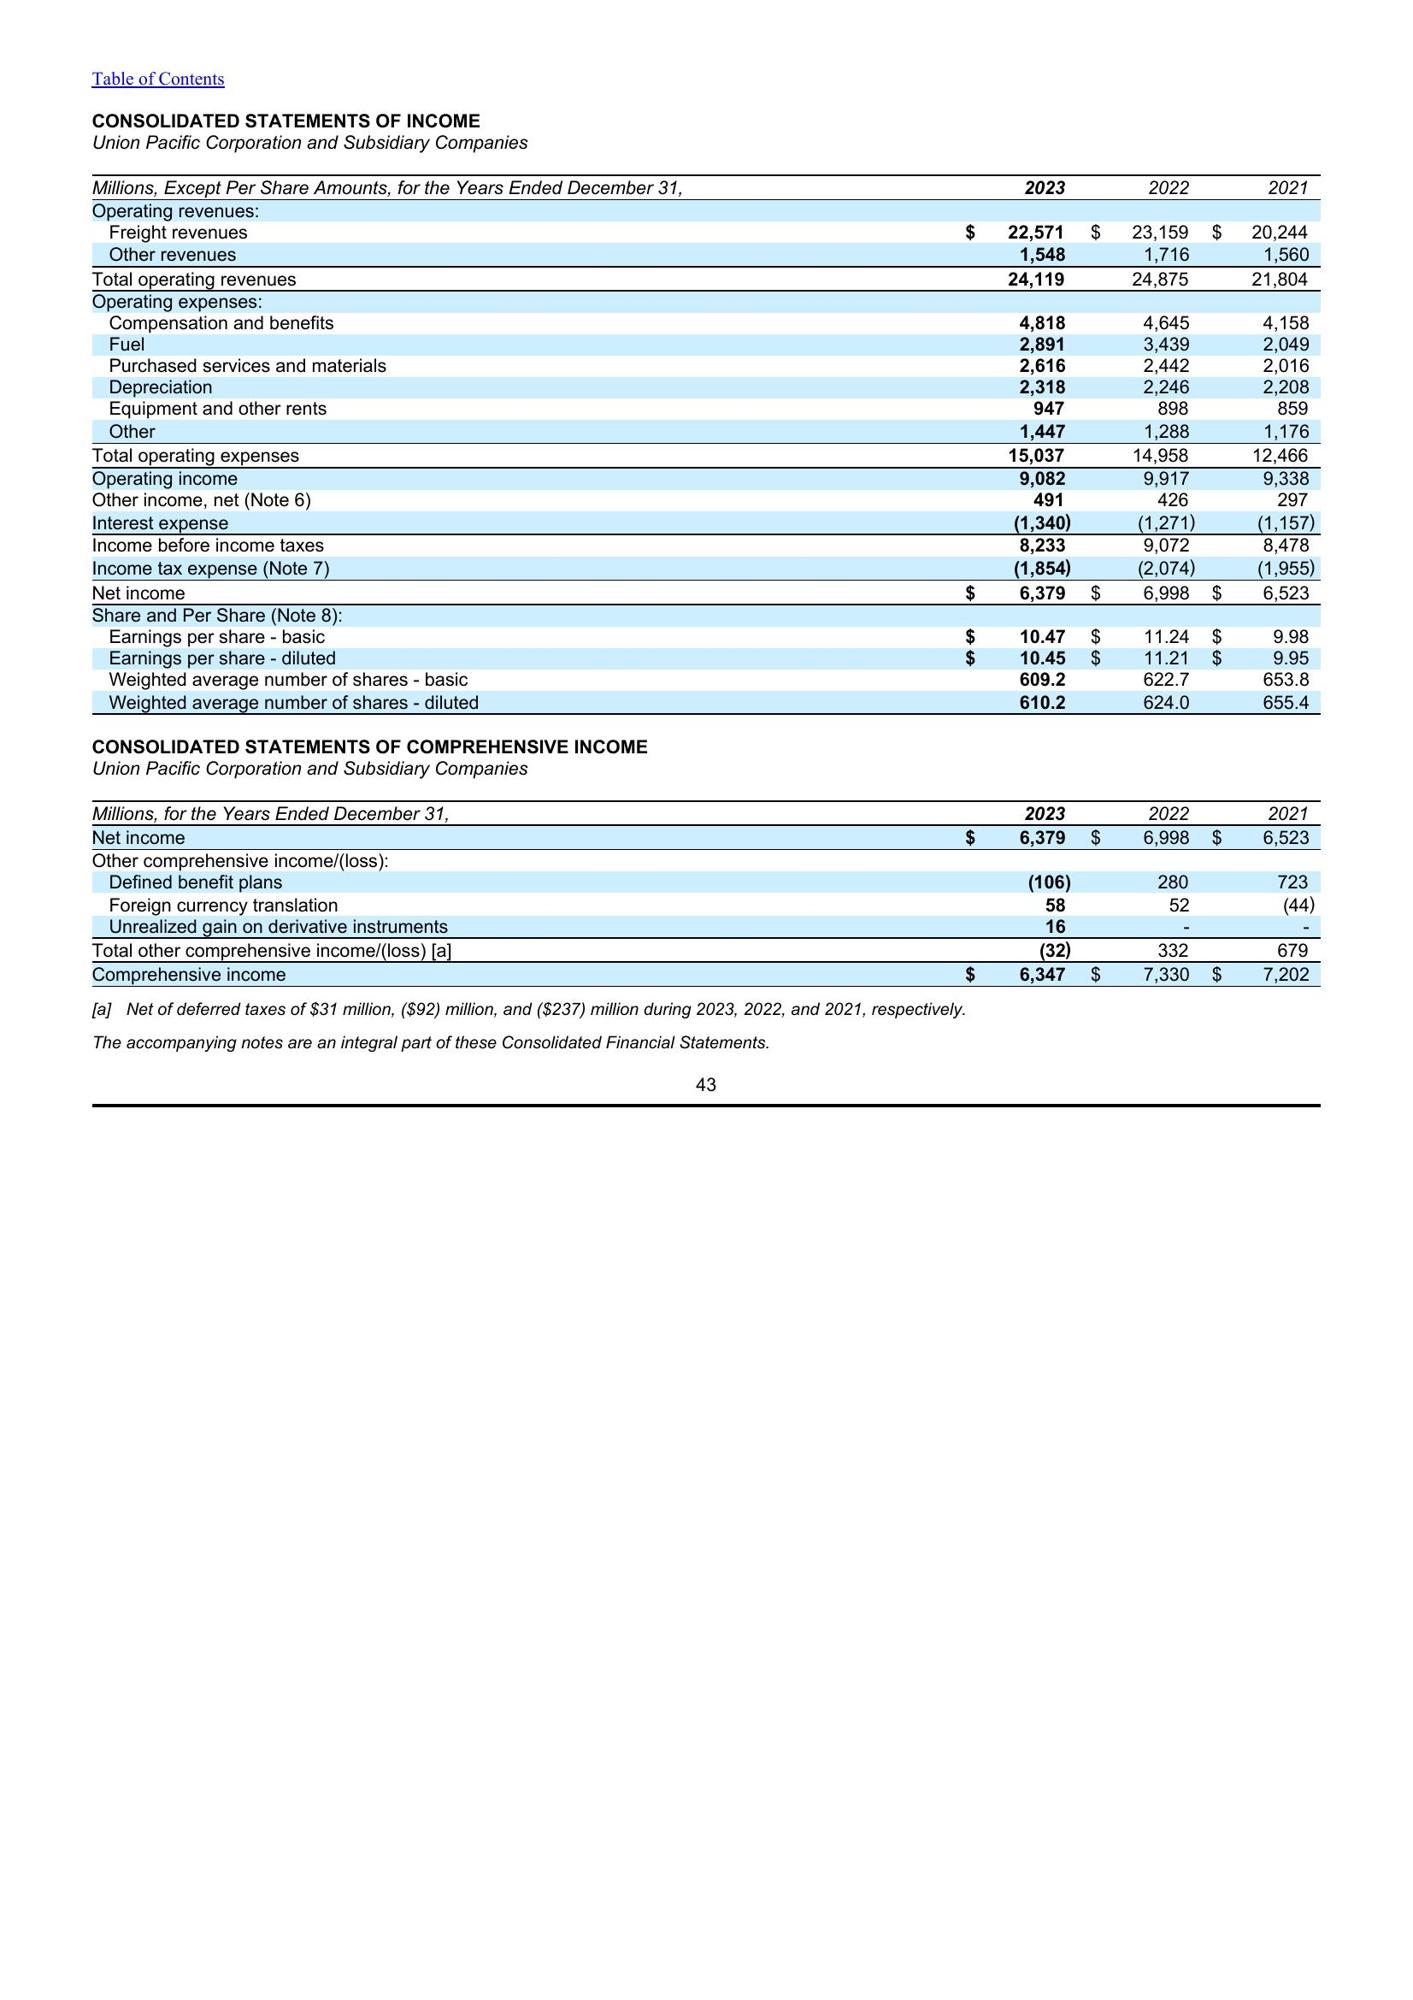 Table of Contents
CONSOLIDATED STATEMENTS OF INCOME
Union Pacific Corporation and Subsidiary Companies
Millions, Except Per Share Amounts, for the Years Ended December 31, 2023 2022 2021
Operating revenues:
Freight revenues $ 22,571 $ 23,159 $ 20,244
Other revenues 1,548 1,716 1,560
Total operating revenues 24,119 24,875 21,804
Operating expenses:
Compensation and benefits 4,818 4,645 4,158
Fuel 2,891 3,439 2,049
Purchased services and materials 2,616 2,442 2,016
Depreciation 2,318 2,246 2,208
Equipment and other rents 947 898 859
Other 1,447 1,288 1,176
Total operating expenses 15,037 14,958 12,466
Operating income 9,082 9,917 9,338
Other income, net (Note 6) 491 426 297
Interest expense (1,340) (1,271) (1,157)
Income before income taxes 8,233 9,072 8,478
Income tax expense (Note 7) (1,854) (2,074) (1,955)
Net income $ 6,379 $ 6,998 $ 6,523
Share and Per Share (Note 8):
Earnings per share - basic $ 10.47 $ 11.24 $ 9.98
Earnings per share - diluted $ 10.45 $ 11.21 $ 9.95
Weighted average number of shares - basic 609.2 622.7 653.8
Weighted average number of shares - diluted 610.2 624.0 655.4
CONSOLIDATED STATEMENTS OF COMPREHENSIVE INCOME
Union Pacific Corporation and Subsidiary Companies
Millions, for the Years Ended December 31, 2023 2022 2021
Net income $ 6,379 $ 6,998 $ 6,523
Other comprehensive income/(loss):
Defined benefit plans (106) 280 723
Foreign currency translation 58 52 (44)
Unrealized gain on derivative instruments 16 - -
Total other comprehensive income/(loss) [a] (32) 332 679
Comprehensive income $ 6,347 $ 7,330 $ 7,202
[a] Net of deferred taxes of $31 million, ($92) million, and ($237) million during 2023, 2022, and 2021, respectively.
The accompanying notes are an integral part of these Consolidated Financial Statements.
43